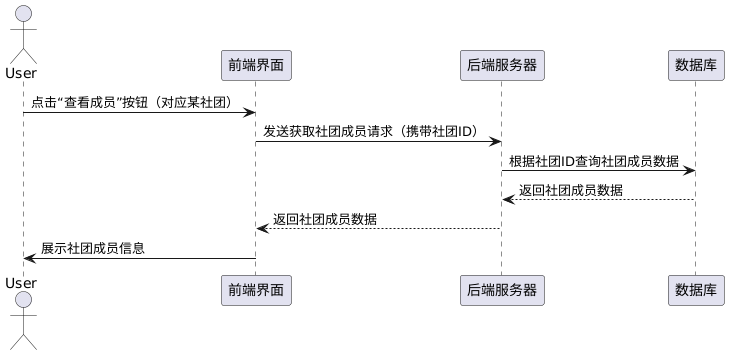 User
前端界面
后端服务器
数据库
点击“查看成员”按钮（对应某社团）
发送获取社团成员请求（携带社团ID）
根据社团ID查询社团成员数据
返回社团成员数据
返回社团成员数据
展示社团成员信息
User
前端界面
后端服务器
数据库